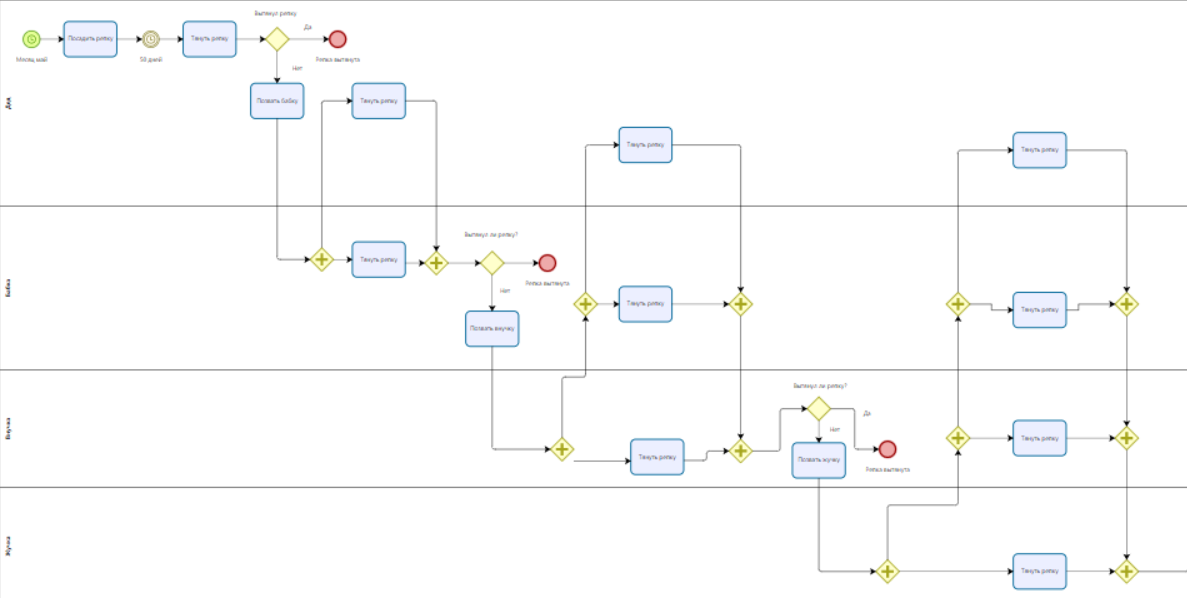 Вытянул репку
Да
Посадить репку
Тянуть репку
Месяц май
50 дней
Репка вытянута
Нет
Дед
Позвать бабку
Тянуть репку
Тянуть репку
Тянуть репку
Бабка
Вытянул ли репку?
Тянуть репку
Репка вытянута
Нет
Тянуть репку
Тянуть репку
Позвать внучку
Внучка
Вытянул ли репку?
Да
Нет
Тянуть репку
Позвать жучку
Репка вытянута
Тянуть репку
Жучка
Тянуть репку